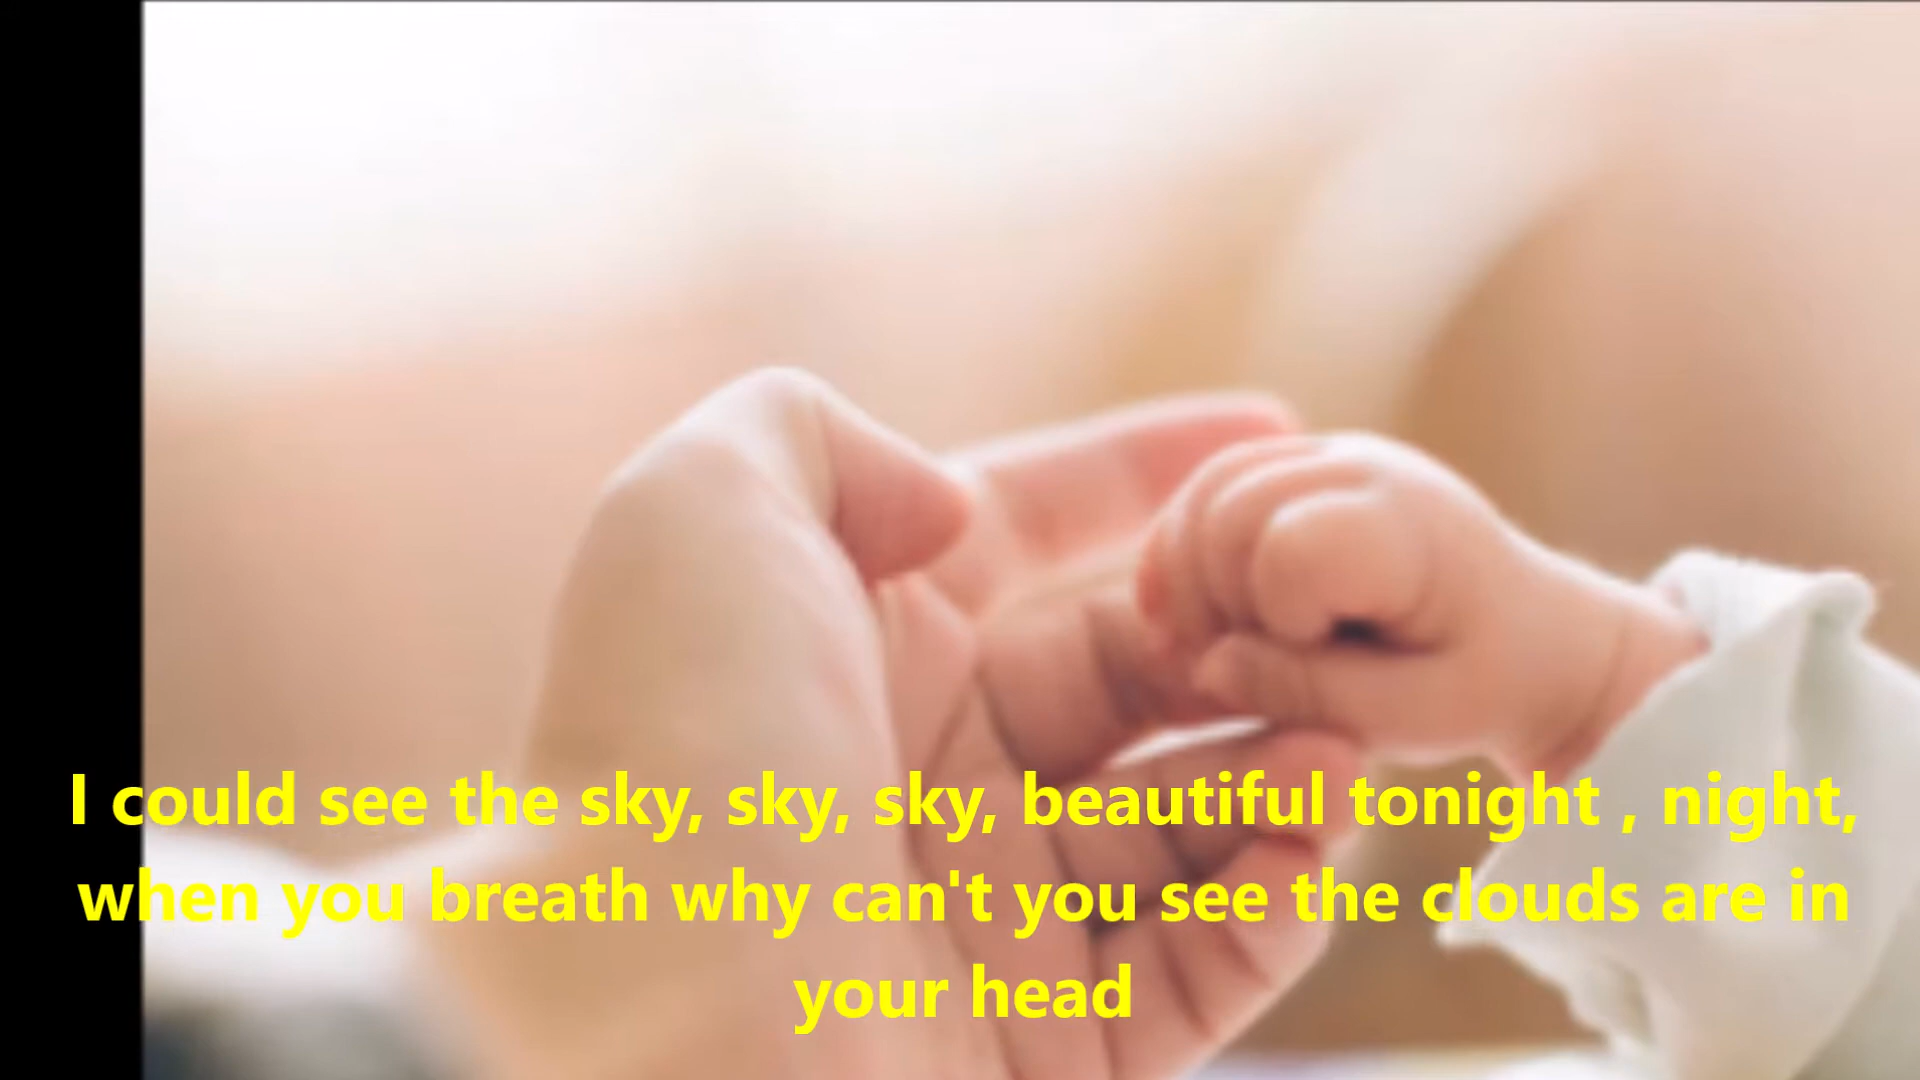 I could see the sky, sky, sky, beautiful tonight , night,
when you breath why can't you see the clouds are in
your head